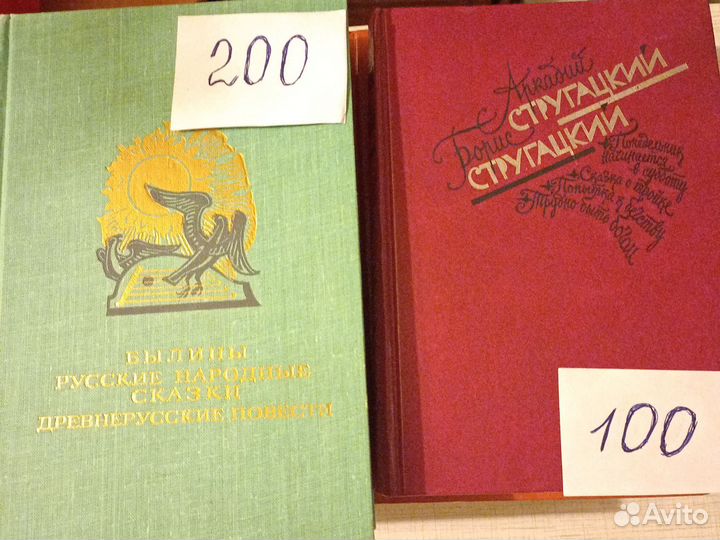 200
БЫЛИНЫ
РУССКИЕ НАРОДНЫЕ
СКАЗКИ
ДРЕВНЕРУССКИЕ ПОВЕСТИ
Аркадий
СТРУГАЦКИЙ
Борис
СТРУГАЦКИЙ
Понедельник
начинается
в субботу
Сказка о тройке
Попытка к бегству
Трудно быть богом
100
Avito